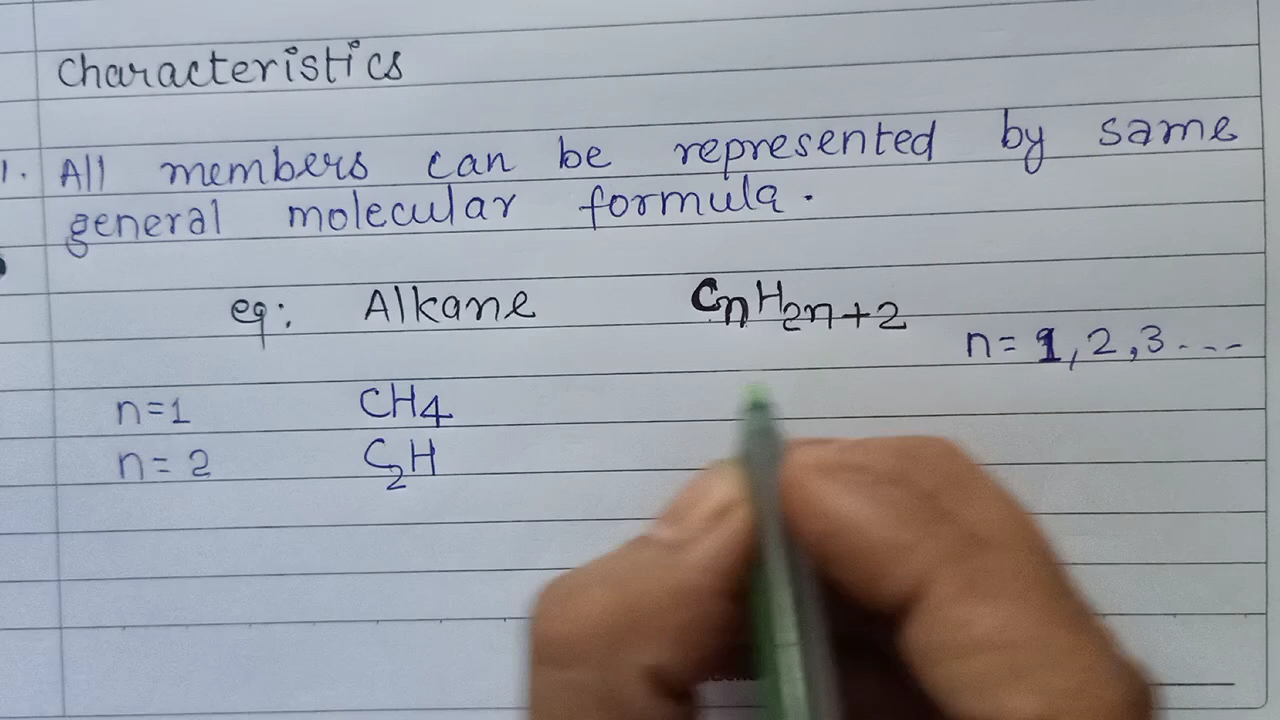 Characteristics
1. All members can be represented by same
general molecular formula.
eg: Alkane CnH2n+2
n= 1, 2, 3 ---
n=1 CH4
n= 2 C2H